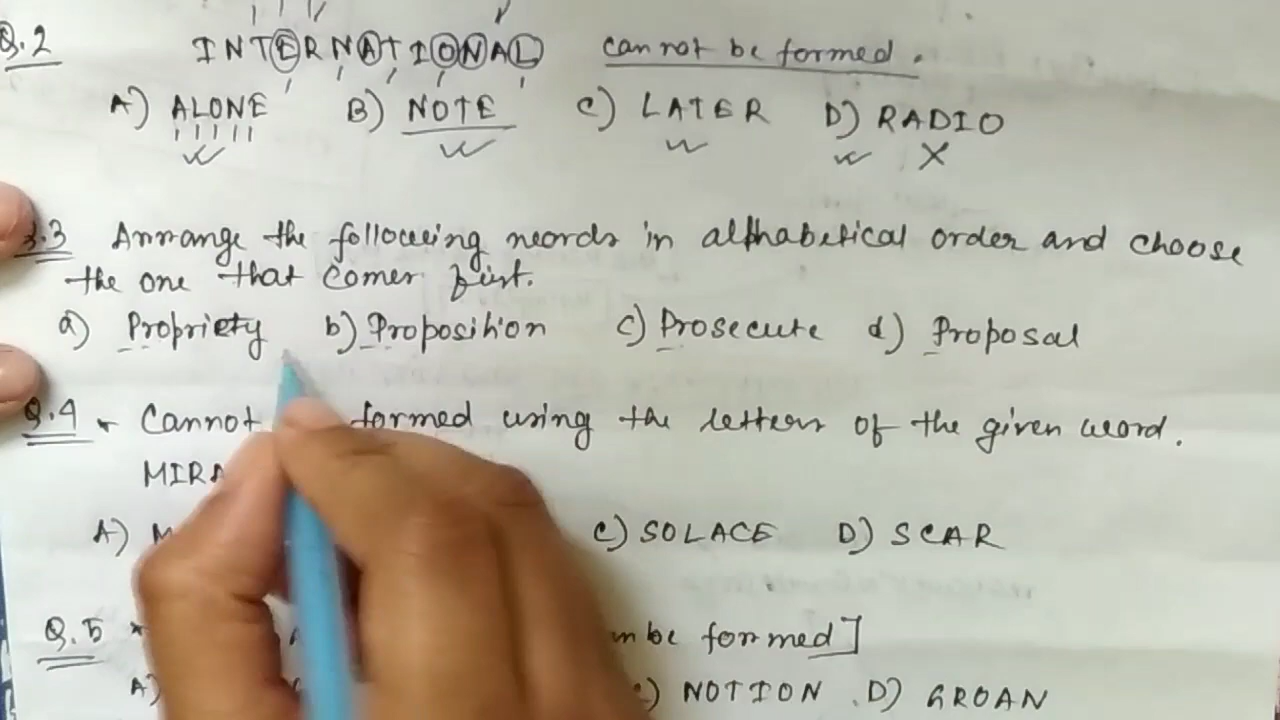 Q.2 INTERNATIONAL cannot be formed.
A) ALONE B) NOTE C) LATER D) RADIO
Q.3 Arrange the following words in alphabetical order and choose
the one that comes first.
a) Propriety b) Proposition c) Prosecute d) Proposal
Q.4 Cannot formed using the letters of the given word.
MIRA
A) M C) SOLACE D) SCAR
Q.5 be formed]
A) C) NOTION D) GROAN